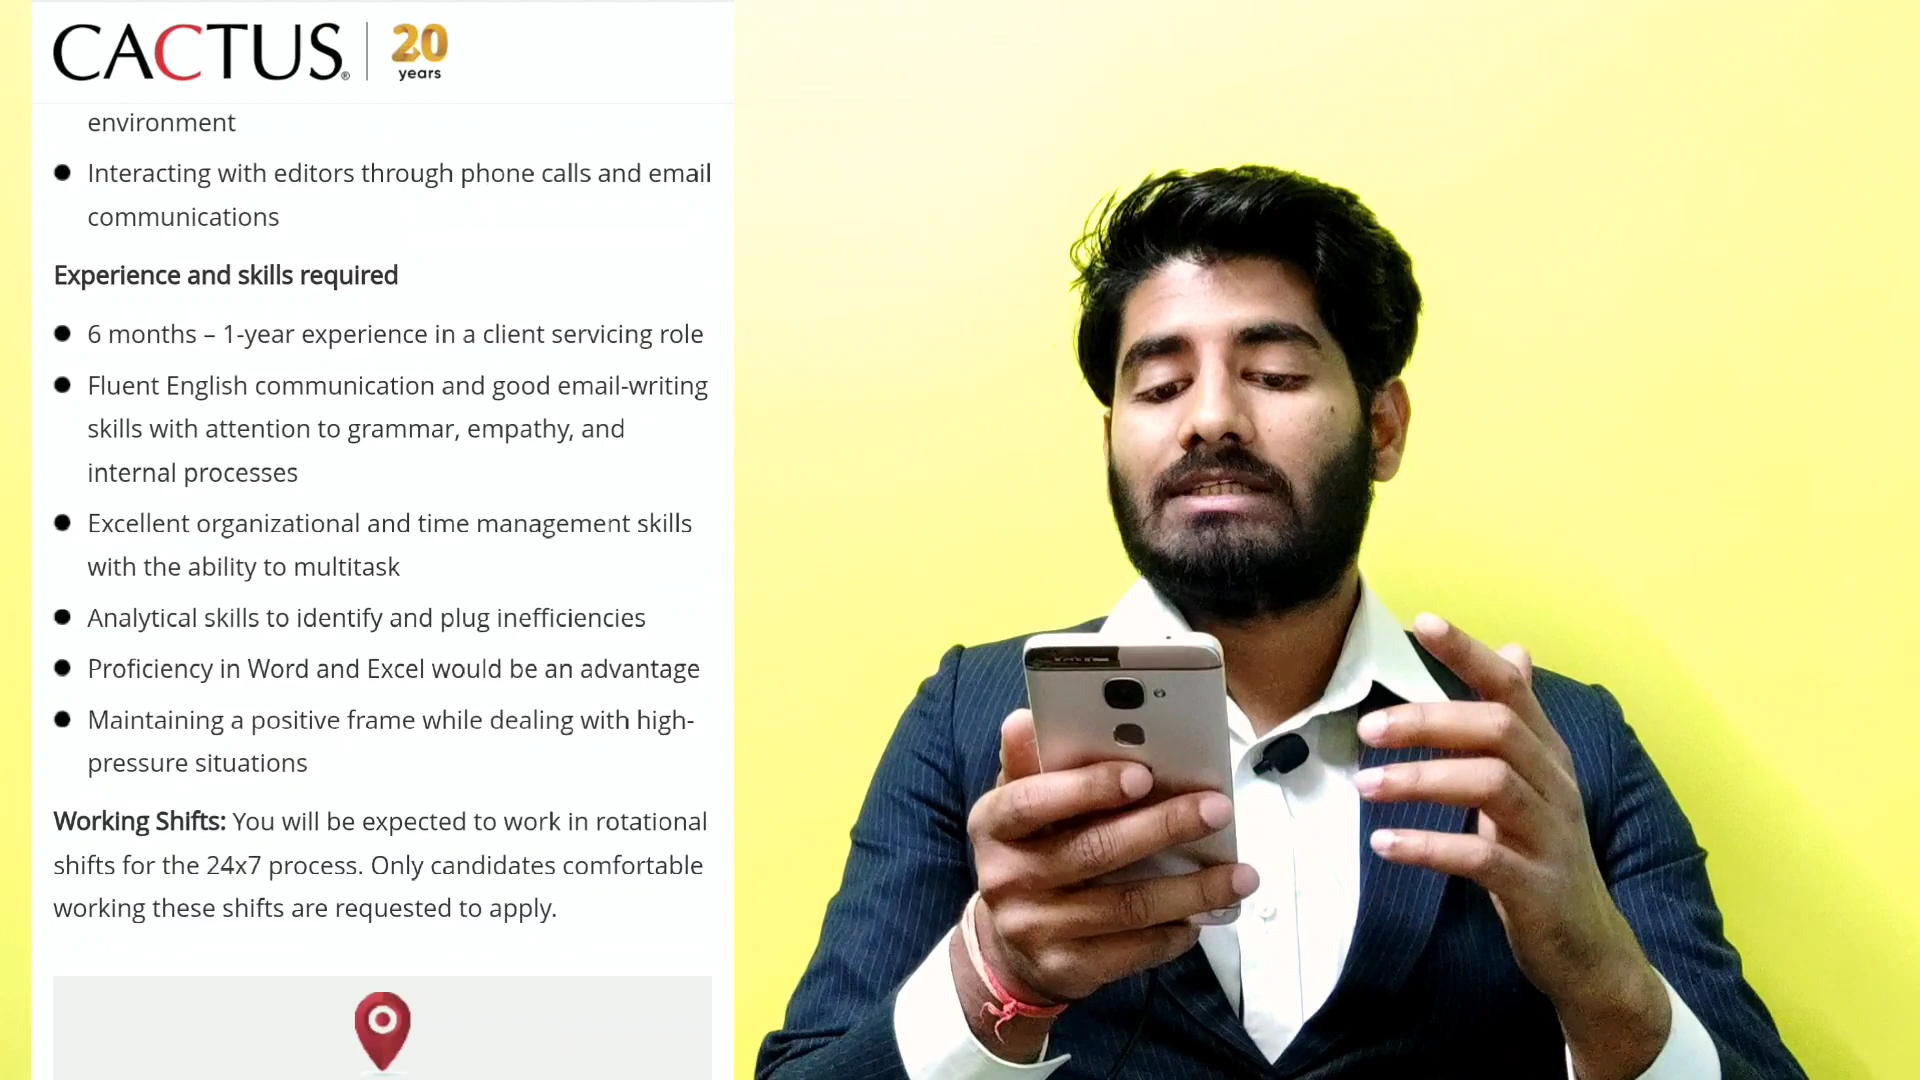 CACTUS® | 20 years
environment
● Interacting with editors through phone calls and email
communications
Experience and skills required
● 6 months – 1-year experience in a client servicing role
● Fluent English communication and good email-writing
skills with attention to grammar, empathy, and
internal processes
● Excellent organizational and time management skills
with the ability to multitask
● Analytical skills to identify and plug inefficiencies
● Proficiency in Word and Excel would be an advantage
● Maintaining a positive frame while dealing with high-
pressure situations
Working Shifts: You will be expected to work in rotational
shifts for the 24x7 process. Only candidates comfortable
working these shifts are requested to apply.